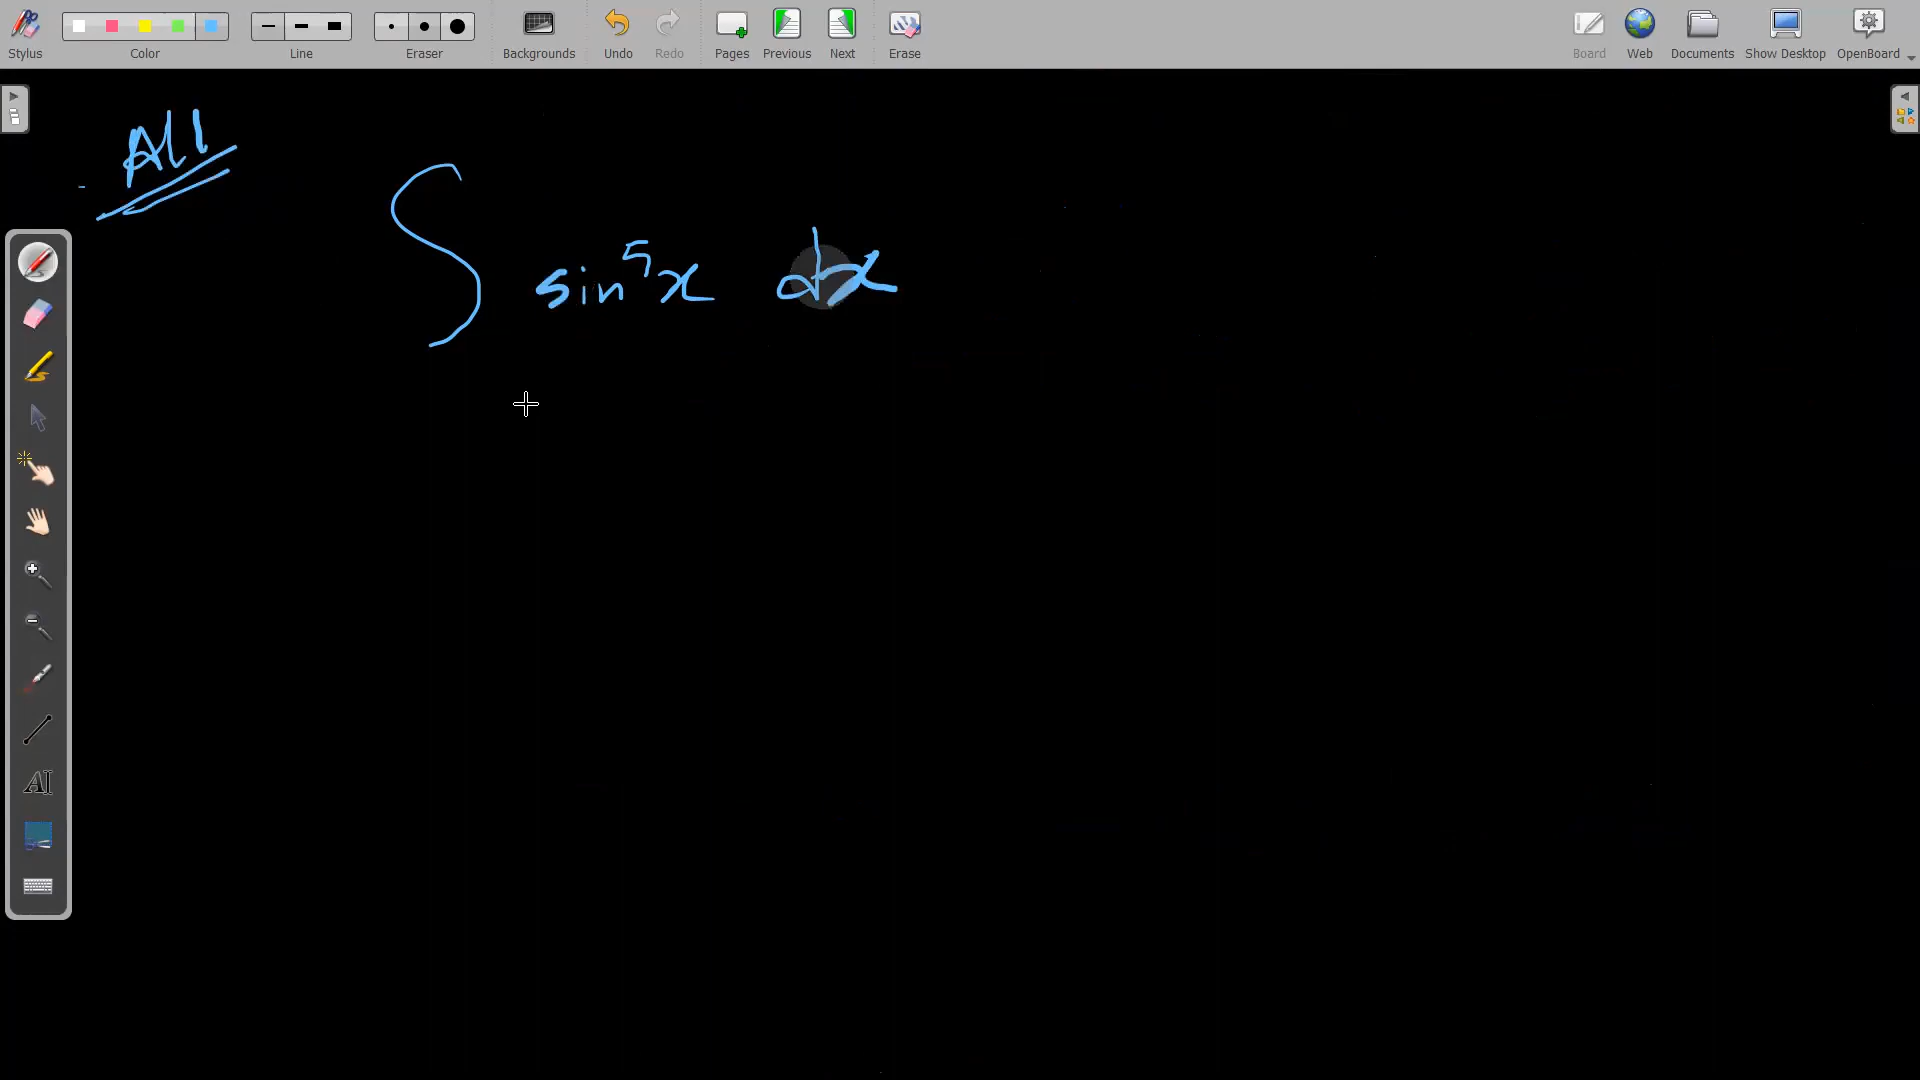 Stylus Color Line Eraser Backgrounds Undo Redo Pages Previous Next Erase Board Web Documents Show Desktop OpenBoard
All
∫ sin⁵x dx
AI